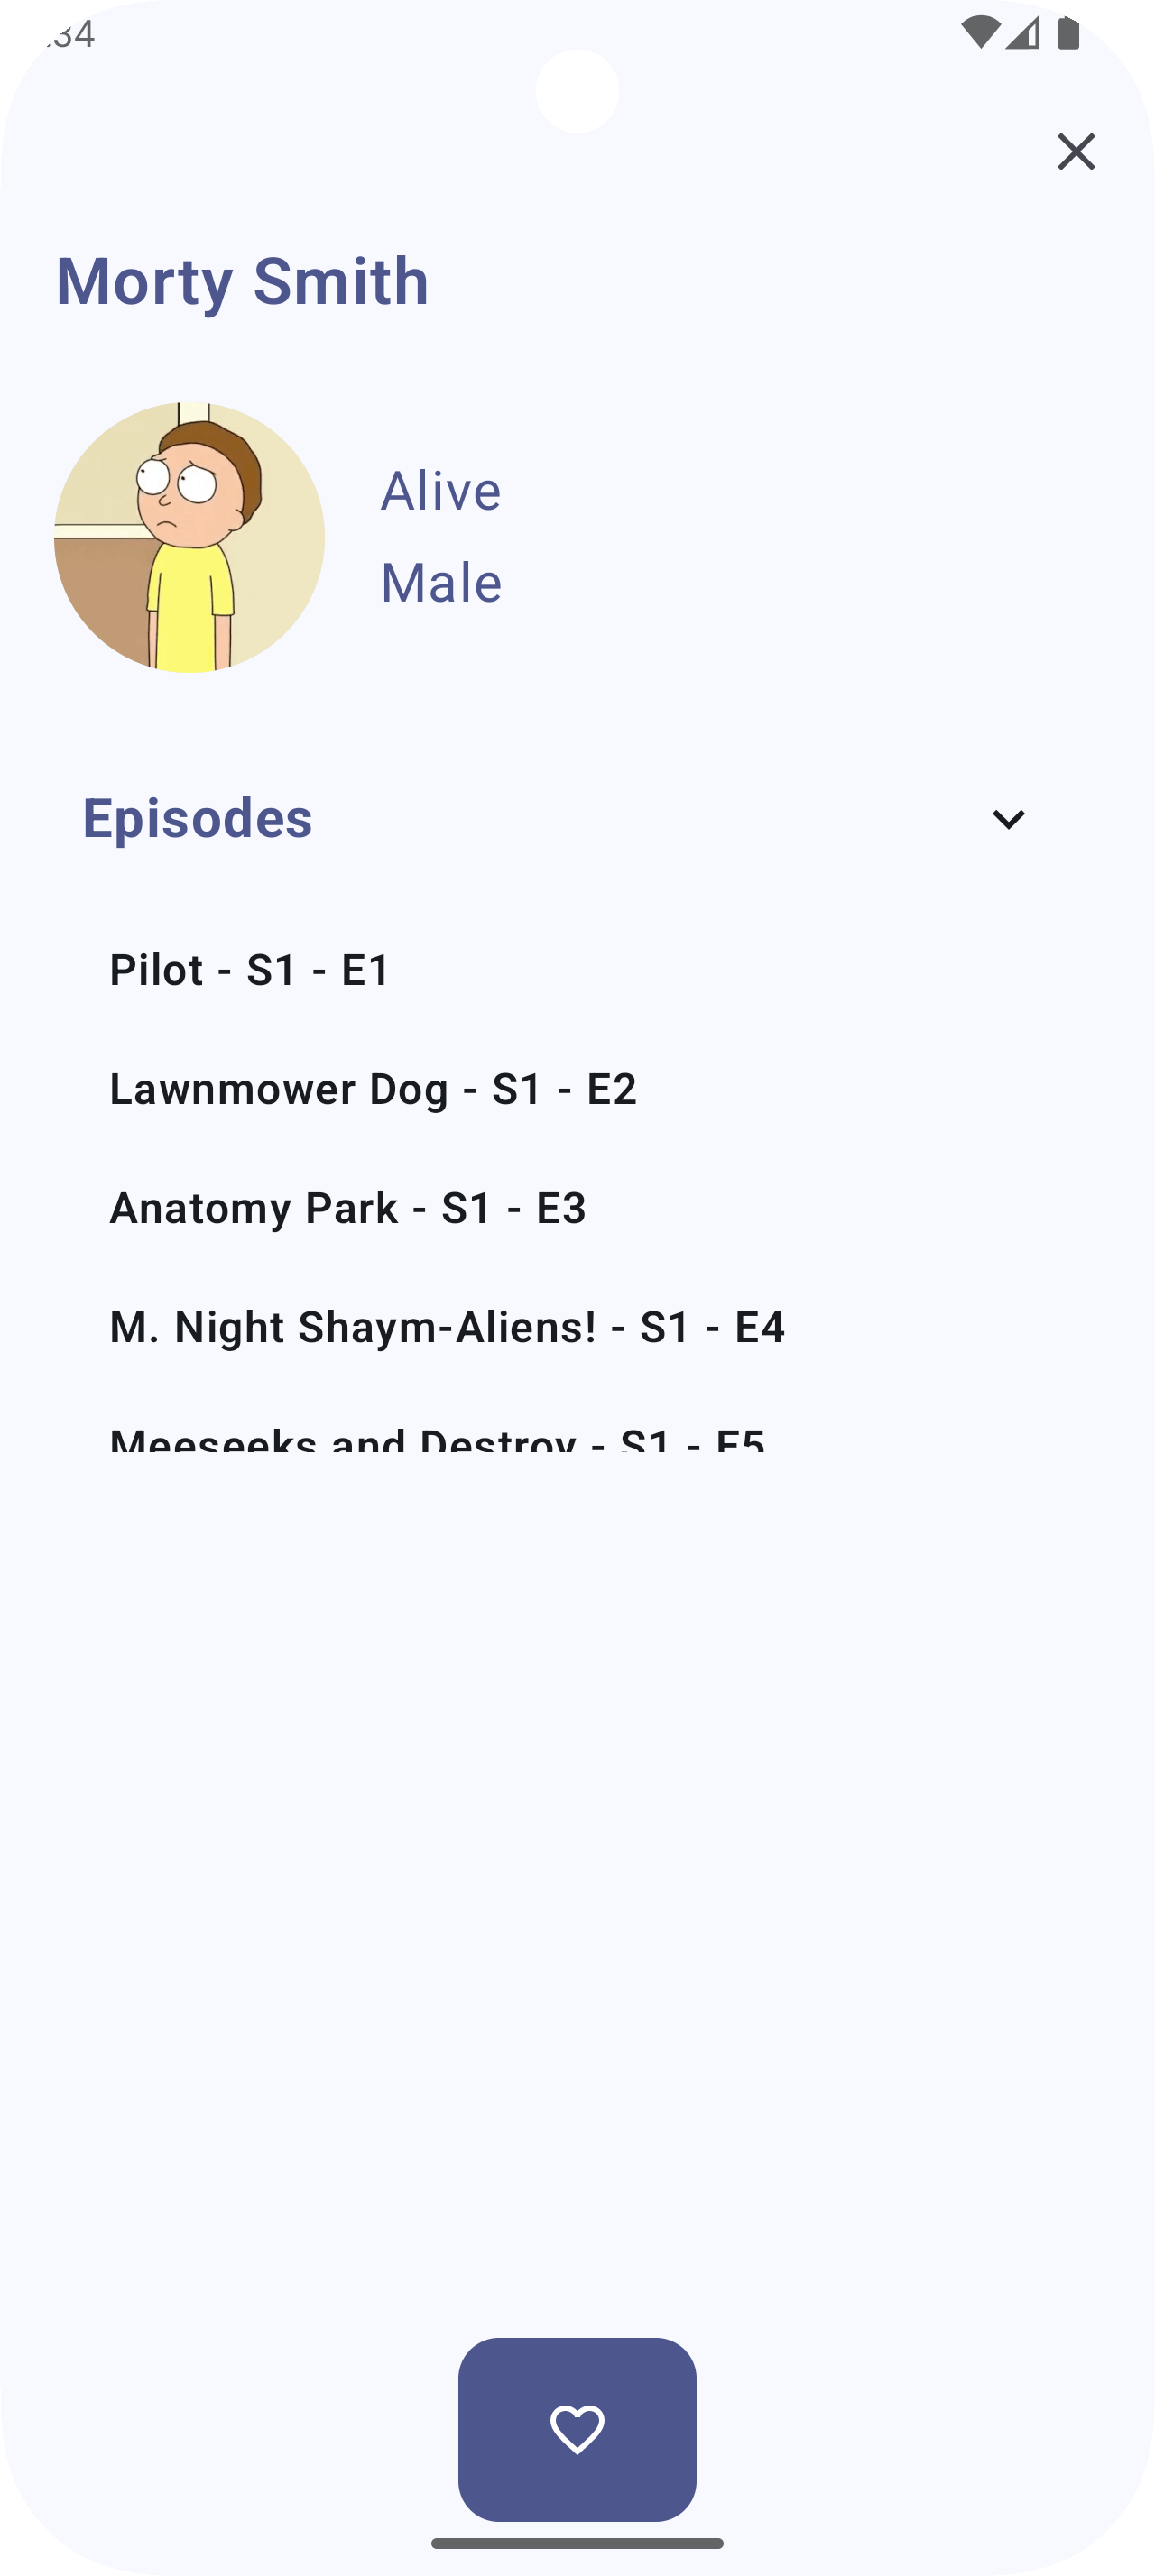 Morty Smith
Alive
Male
Episodes
Pilot - S1 - E1
Lawnmower Dog - S1 - E2
Anatomy Park - S1 - E3
M. Night Shaym-Aliens! - S1 - E4
Meeseeks and Destroy - S1 - E5